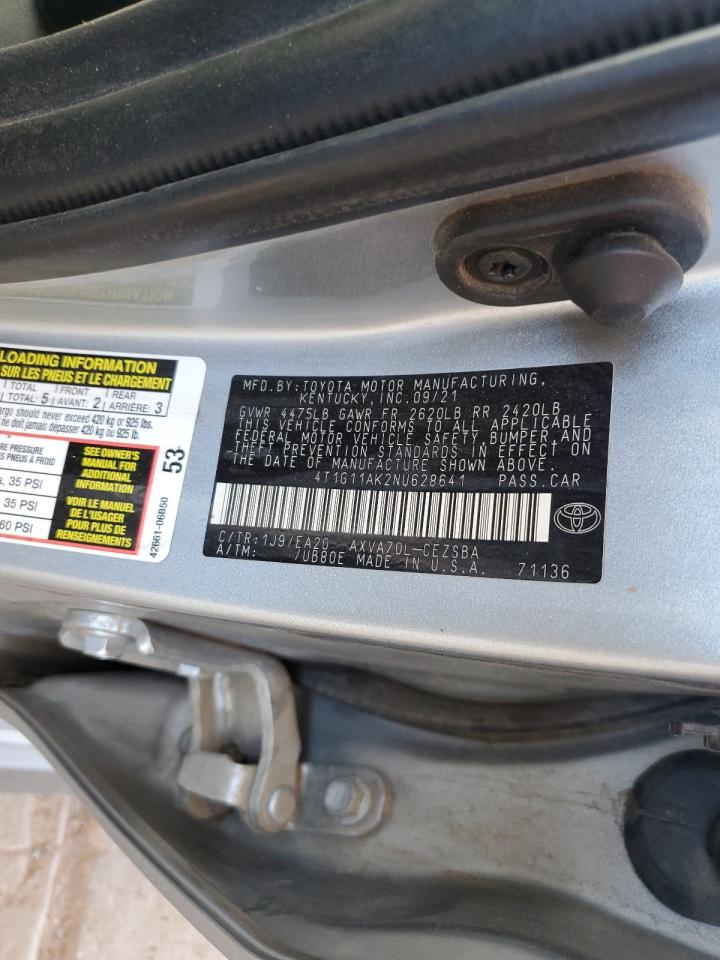 LOADING INFORMATION
SUR LES PNEUS ET LE CHARGEMENT
TOTAL FRONT REAR
TOTAL: 5 AVANT: 2 ARRIÈRE: 3
should never exceed 420 kg or 925 lbs.
ne doit jamais dépasser 420 kg ou 925 lb.
PRESSURE
PNEUS À FROID
35 PSI
35 PSI
60 PSI
SEE OWNER'S
MANUAL FOR
ADDITIONAL
INFORMATION
VOIR LE MANUEL
DE L'USAGER
POUR PLUS DE
RENSEIGNEMENTS
53
42661-06B50
MFD.BY:TOYOTA MOTOR MANUFACTURING,
KENTUCKY, INC.09/21
GVWR 4475LB GAWR FR 2620LB RR 2420LB
THIS VEHICLE CONFORMS TO ALL APPLICABLE
FEDERAL MOTOR VEHICLE SAFETY, BUMPER, AND
THEFT PREVENTION STANDARDS IN EFFECT ON
THE DATE OF MANUFACTURE SHOWN ABOVE.
4T1G11AK2NU628641 PASS.CAR
C/TR:1J9/EA20 AXVA70L-CEZSBA
A/TM: /UB80E MADE IN U.S.A. 71136